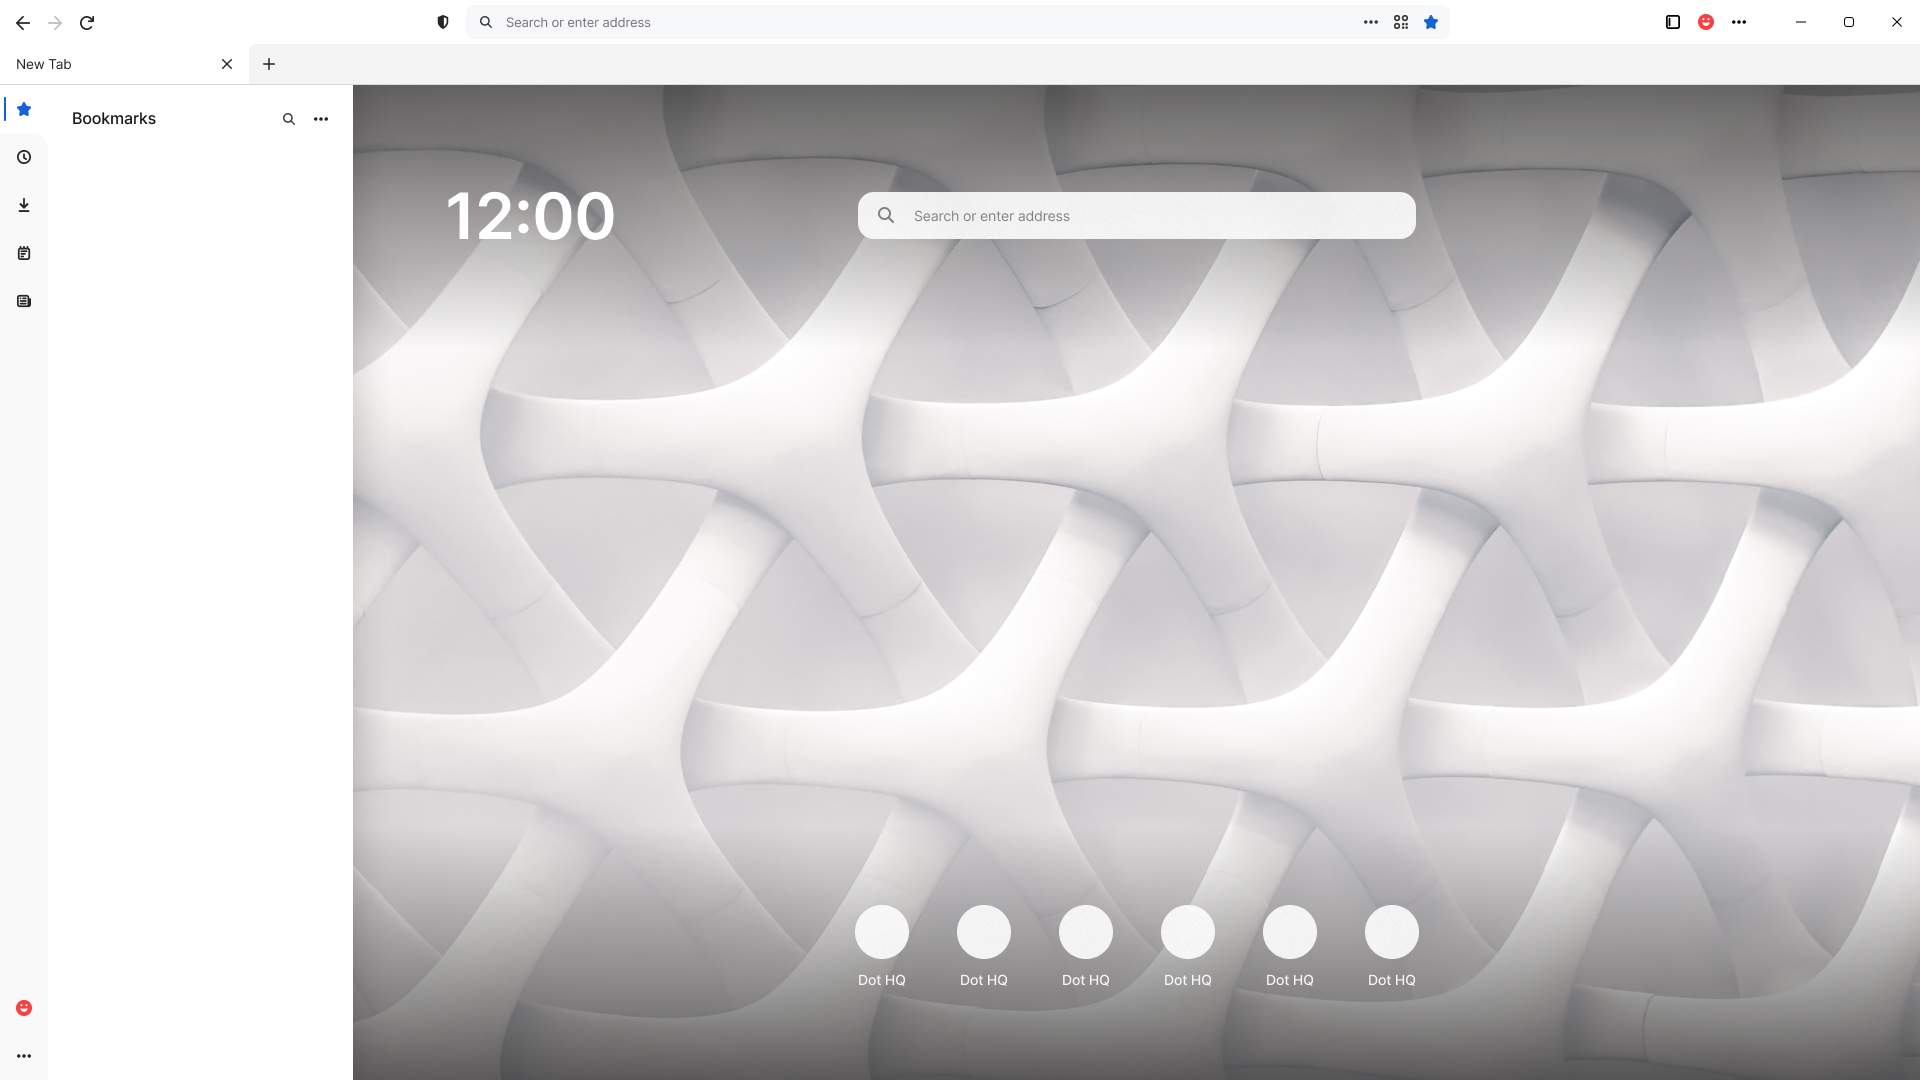 Search or enter address
New Tab
Bookmarks
12:00
Search or enter address
Dot HQ
Dot HQ
Dot HQ
Dot HQ
Dot HQ
Dot HQ